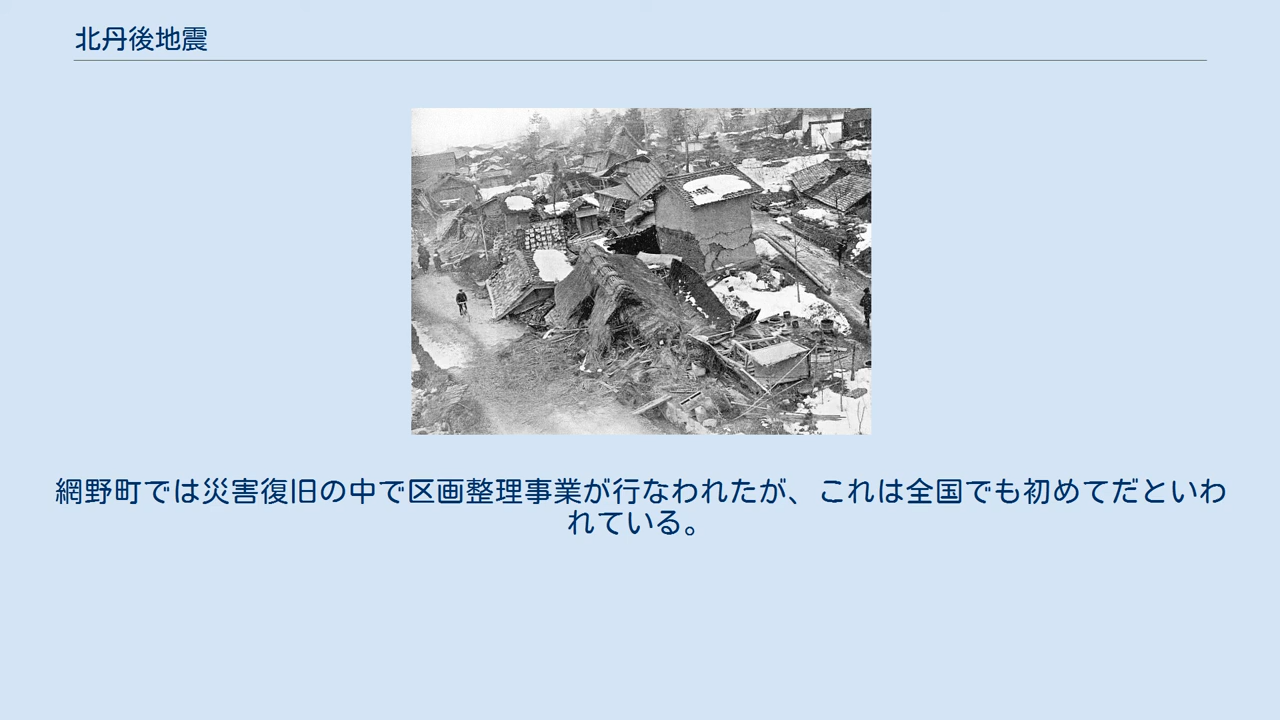 北丹後地震
網野町では災害復旧の中で区画整理事業が行なわれたが、これは全国でも初めてだといわ
れている。